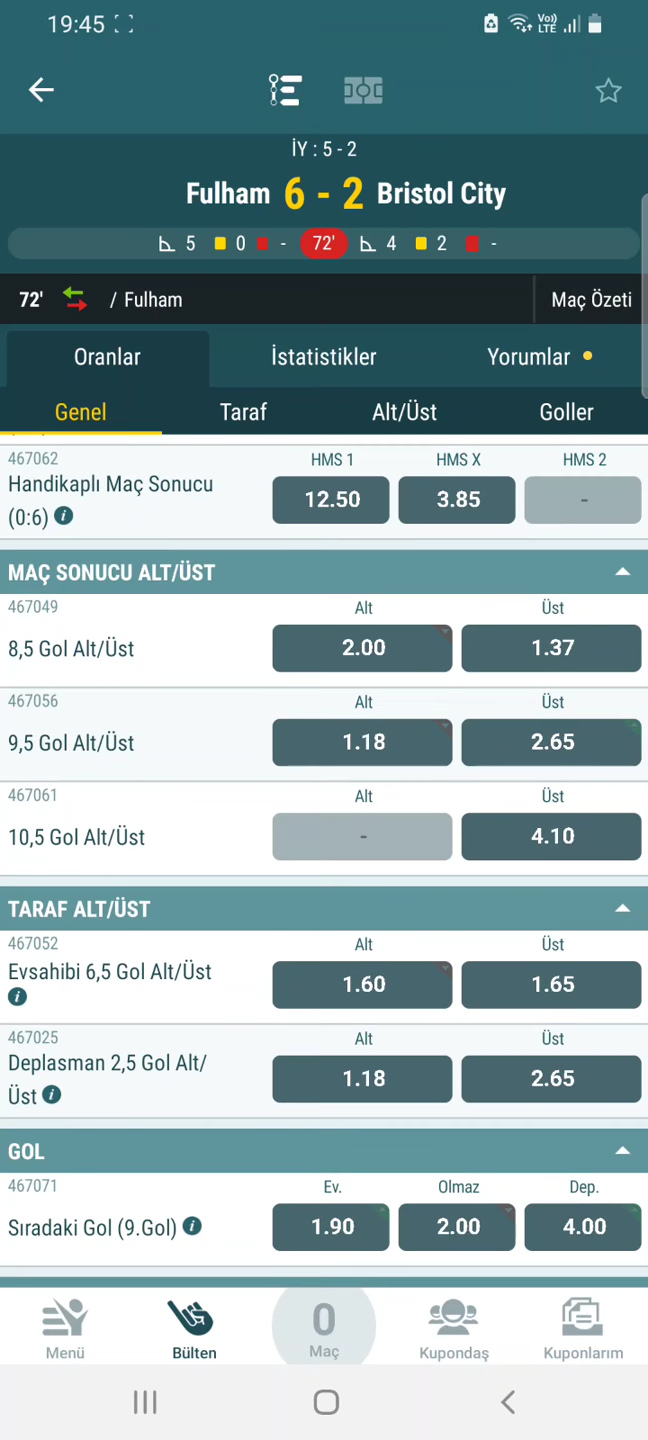 19:45
Vo))
LTE
İY : 5 - 2
Fulham 6 - 2 Bristol City
5 0 - 72' 4 2 -
72' / Fulham Maç Özeti
Oranlar İstatistikler Yorumlar
Genel Taraf Alt/Üst Goller
467062 HMS 1 HMS X HMS 2
Handikaplı Maç Sonucu
(0:6) i 12.50 3.85 -
MAÇ SONUCU ALT/ÜST
467049 Alt Üst
8,5 Gol Alt/Üst 2.00 1.37
467056 Alt Üst
9,5 Gol Alt/Üst 1.18 2.65
467061 Alt Üst
10,5 Gol Alt/Üst - 4.10
TARAF ALT/ÜST
467052 Alt Üst
Evsahibi 6,5 Gol Alt/Üst 1.60 1.65
i
467025 Alt Üst
Deplasman 2,5 Gol Alt/ 1.18 2.65
Üst i
GOL
467071 Ev. Olmaz Dep.
Sıradaki Gol (9.Gol) i 1.90 2.00 4.00
0
Menü Bülten Maç Kupondaş Kuponlarım